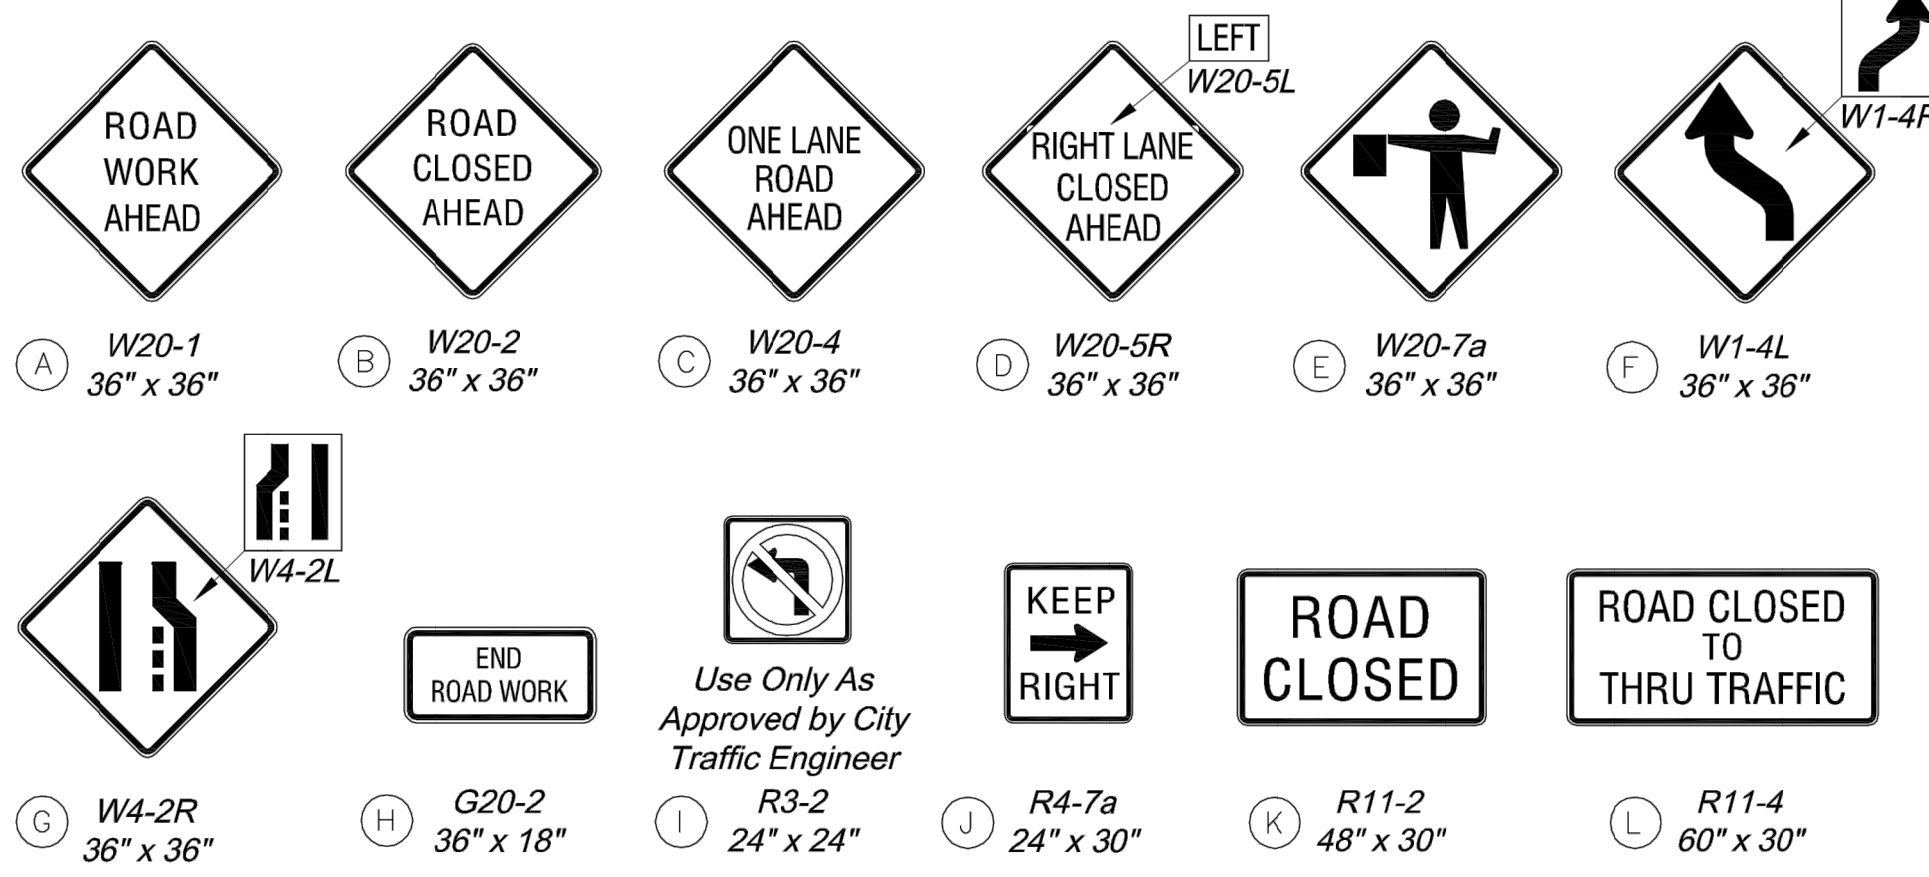 ROAD
WORK
AHEAD
A
W20-1
36" x 36"
ROAD
CLOSED
AHEAD
B
W20-2
36" x 36"
ONE LANE
ROAD
AHEAD
C
W20-4
36" x 36"
LEFT
W20-5L
RIGHT LANE
CLOSED
AHEAD
D
W20-5R
36" x 36"
E
W20-7a
36" x 36"
W1-4R
F
W1-4L
36" x 36"
W4-2L
G
W4-2R
36" x 36"
END
ROAD WORK
H
G20-2
36" x 18"
Use Only As
Approved by City
Traffic Engineer
I
R3-2
24" x 24"
KEEP
RIGHT
J
R4-7a
24" x 30"
ROAD
CLOSED
K
R11-2
48" x 30"
ROAD CLOSED
TO
THRU TRAFFIC
L
R11-4
60" x 30"